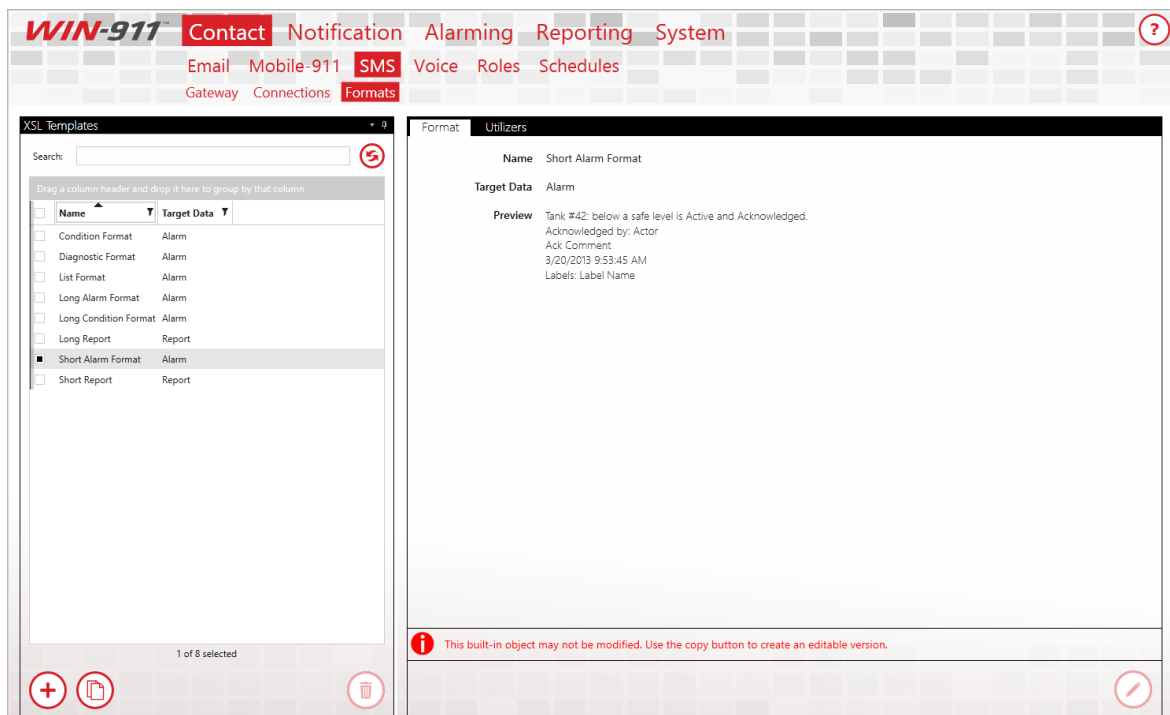 WIN-911™ Contact Notification Alarming Reporting System ?
Email Mobile-911 SMS Voice Roles Schedules
Gateway Connections Formats
XSL Templates
Search:
Drag a column header and drop it here to group by that column
Name Target Data
Condition Format Alarm
Diagnostic Format Alarm
List Format Alarm
Long Alarm Format Alarm
Long Condition Format Alarm
Long Report Report
Short Alarm Format Alarm
Short Report Report
1 of 8 selected
Format Utilizers
Name Short Alarm Format
Target Data Alarm
Preview Tank #42: below a safe level is Active and Acknowledged.
Acknowledged by: Actor
Ack Comment
3/20/2013 9:53:45 AM
Labels: Label Name
This built-in object may not be modified. Use the copy button to create an editable version.